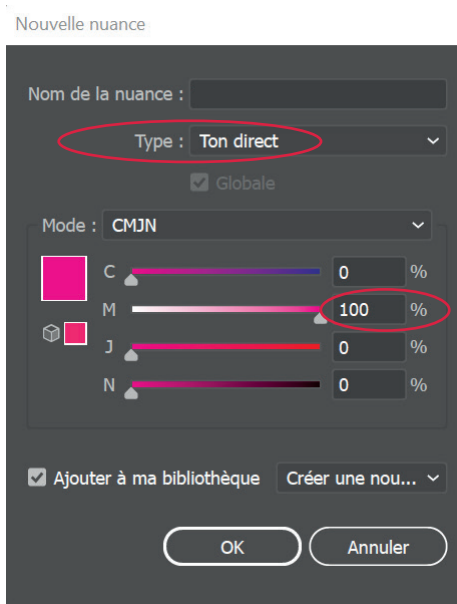 Nouvelle nuance
Nom de la nuance :
Type : Ton direct
Globale
Mode : CMJN
C 0 %
M 100 %
J 0 %
N 0 %
Ajouter à ma bibliothèque Créer une nou...
OK Annuler